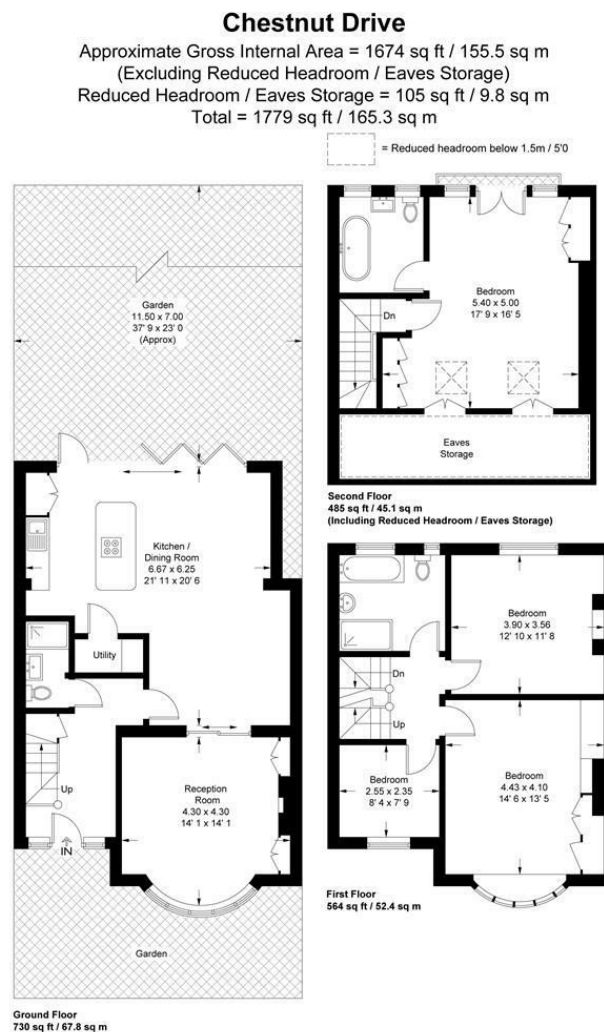 Chestnut Drive
Approximate Gross Internal Area = 1674 sq ft / 155.5 sq m
(Excluding Reduced Headroom / Eaves Storage)
Reduced Headroom / Eaves Storage = 105 sq ft / 9.8 sq m
Total = 1779 sq ft / 165.3 sq m
= Reduced headroom below 1.5m / 5'0
Garden
11.50 x 7.00
37' 9 x 23' 0
(Approx)
Kitchen /
Dining Room
6.67 x 6.25
21' 11 x 20' 6
Utility
Up
IN
Reception
Room
4.30 x 4.30
14' 1 x 14' 1
Garden
Ground Floor
730 sq ft / 67.8 sq m
Dn
Bedroom
5.40 x 5.00
17' 9 x 16' 5
Eaves
Storage
Second Floor
485 sq ft / 45.1 sq m
(Including Reduced Headroom / Eaves Storage)
Bedroom
3.90 x 3.56
12' 10 x 11' 8
Dn
Up
Bedroom
2.55 x 2.35
8' 4 x 7' 9
Bedroom
4.43 x 4.10
14' 6 x 13' 5
First Floor
564 sq ft / 52.4 sq m